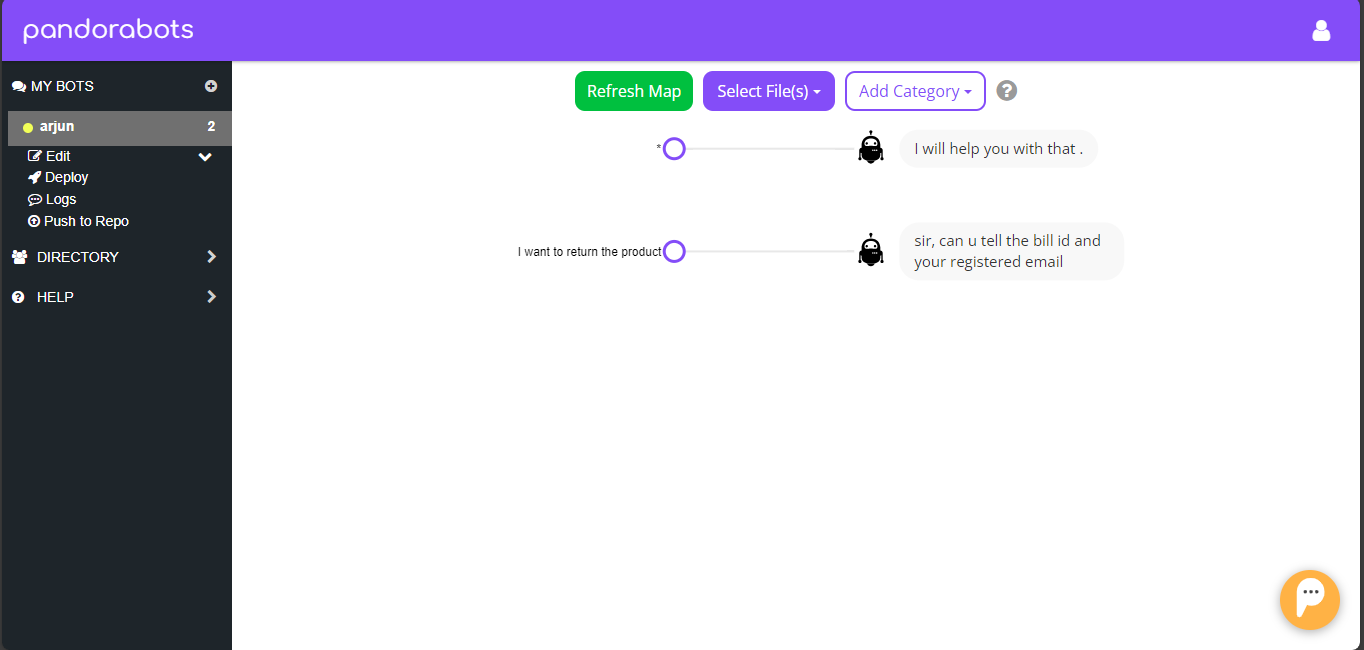 pandorabots
MY BOTS
arjun 2
Edit
Deploy
Logs
Push to Repo
DIRECTORY
HELP
Refresh Map Select File(s) Add Category ?
* I will help you with that .
I want to return the product
sir, can u tell the bill id and
your registered email